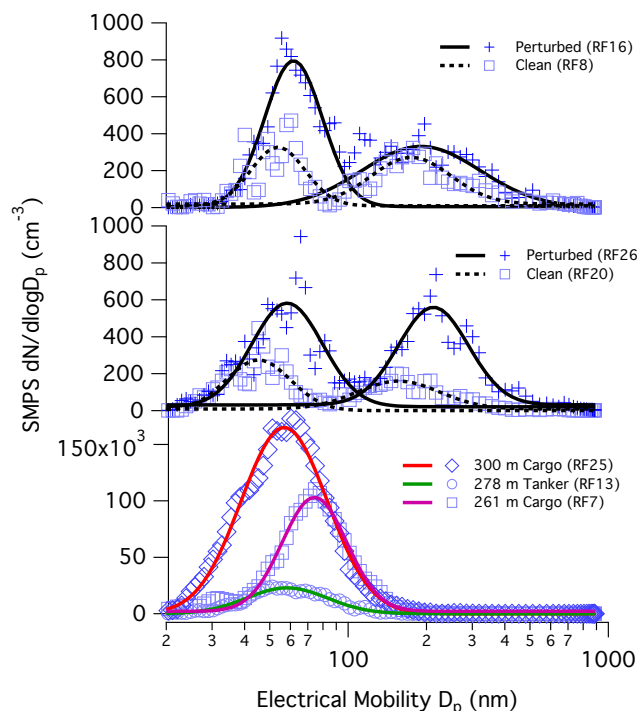 1000
800
600
400
200
0
Perturbed (RF16)
Clean (RF8)
1000
800
600
400
200
0
Perturbed (RF26
Clean (RF20)
SMPS dN/dlogDp (cm-3)
150x10³
100
50
0
300 m Cargo (RF25)
278 m Tanker (RF13)
261 m Cargo (RF7)
2 3 4 5 6 7 2 3 4 5 6 7
20 100 1000
Electrical Mobility Dp (nm)